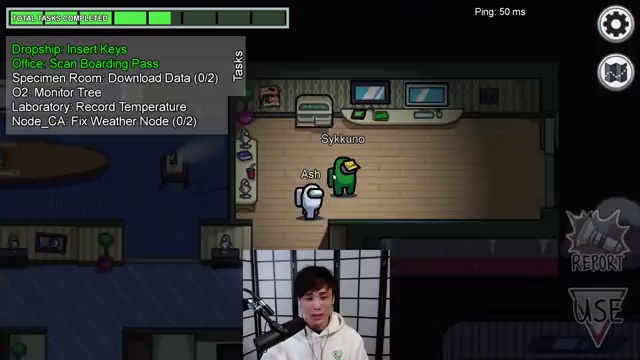 TOTAL TASKS COMPLETED
Ping: 50 ms
Dropship: Insert Keys
Office: Scan Boarding Pass
Specimen Room: Download Data (0/2)
O2: Monitor Tree
Laboratory: Record Temperature
Node_CA: Fix Weather Node (0/2)
Tasks
Sykkuno
Ash
REPORT
USE